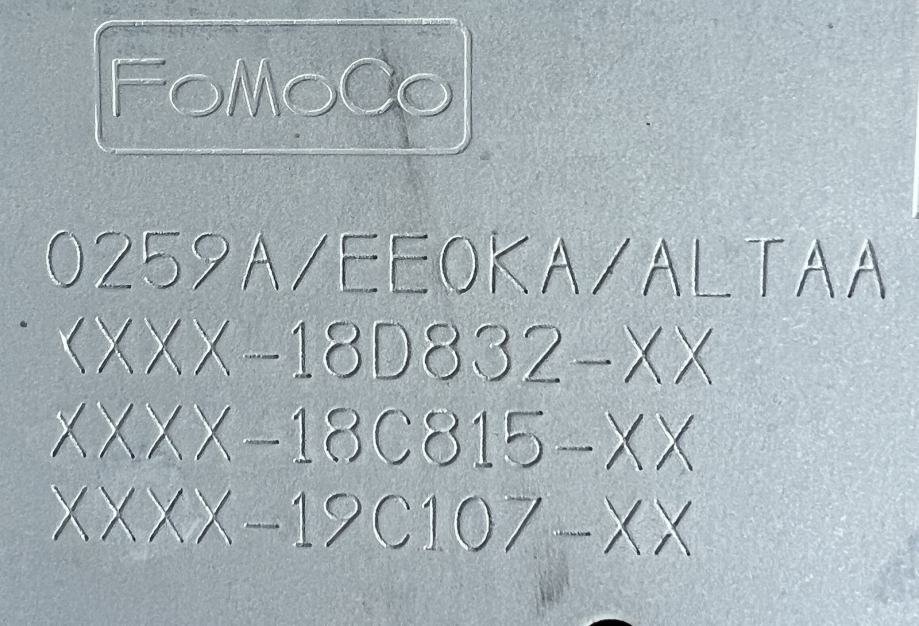 FoMoCo
0259A/EE0KA/ALTAA
XXXX-18D832-XX
XXXX-18C815-XX
XXXX-19C107-XX